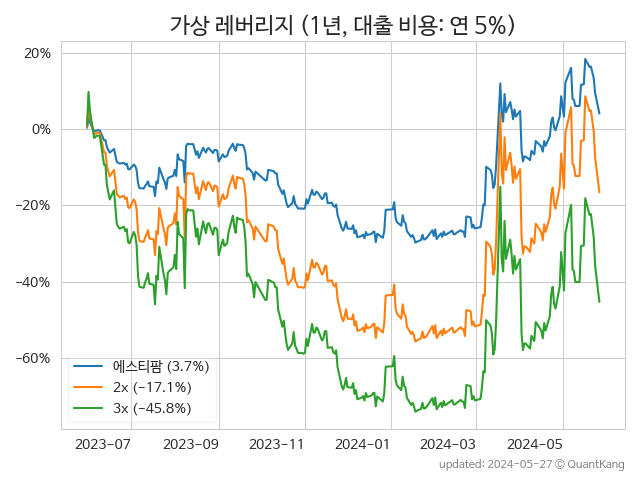 가상 레버리지 (1년, 대출 비용: 연 5%)
20%
0%
−20%
−40%
−60%
에스티팜 (3.7%)
2x (−17.1%)
3x (−45.8%)
2023-07 2023-09 2023-11 2024-01 2024-03 2024-05
updated: 2024-05-27 © QuantKang